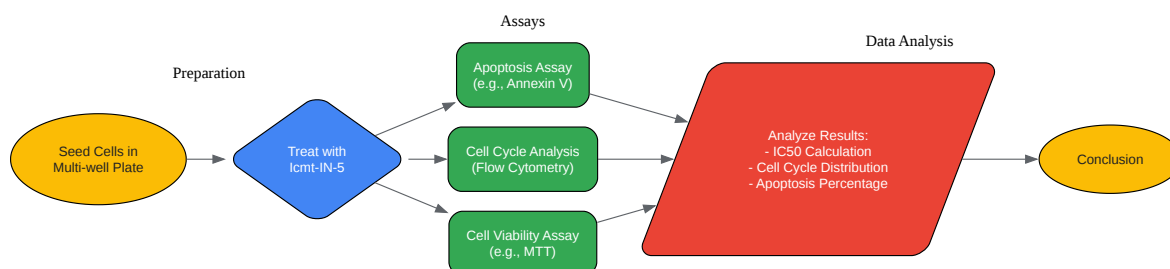 Preparation
Seed Cells in
Multi-well Plate
Treat with
Icmt-IN-5
Assays
Apoptosis Assay
(e.g., Annexin V)
Cell Cycle Analysis
(Flow Cytometry)
Cell Viability Assay
(e.g., MTT)
Data Analysis
Analyze Results:
- IC50 Calculation
- Cell Cycle Distribution
- Apoptosis Percentage
Conclusion